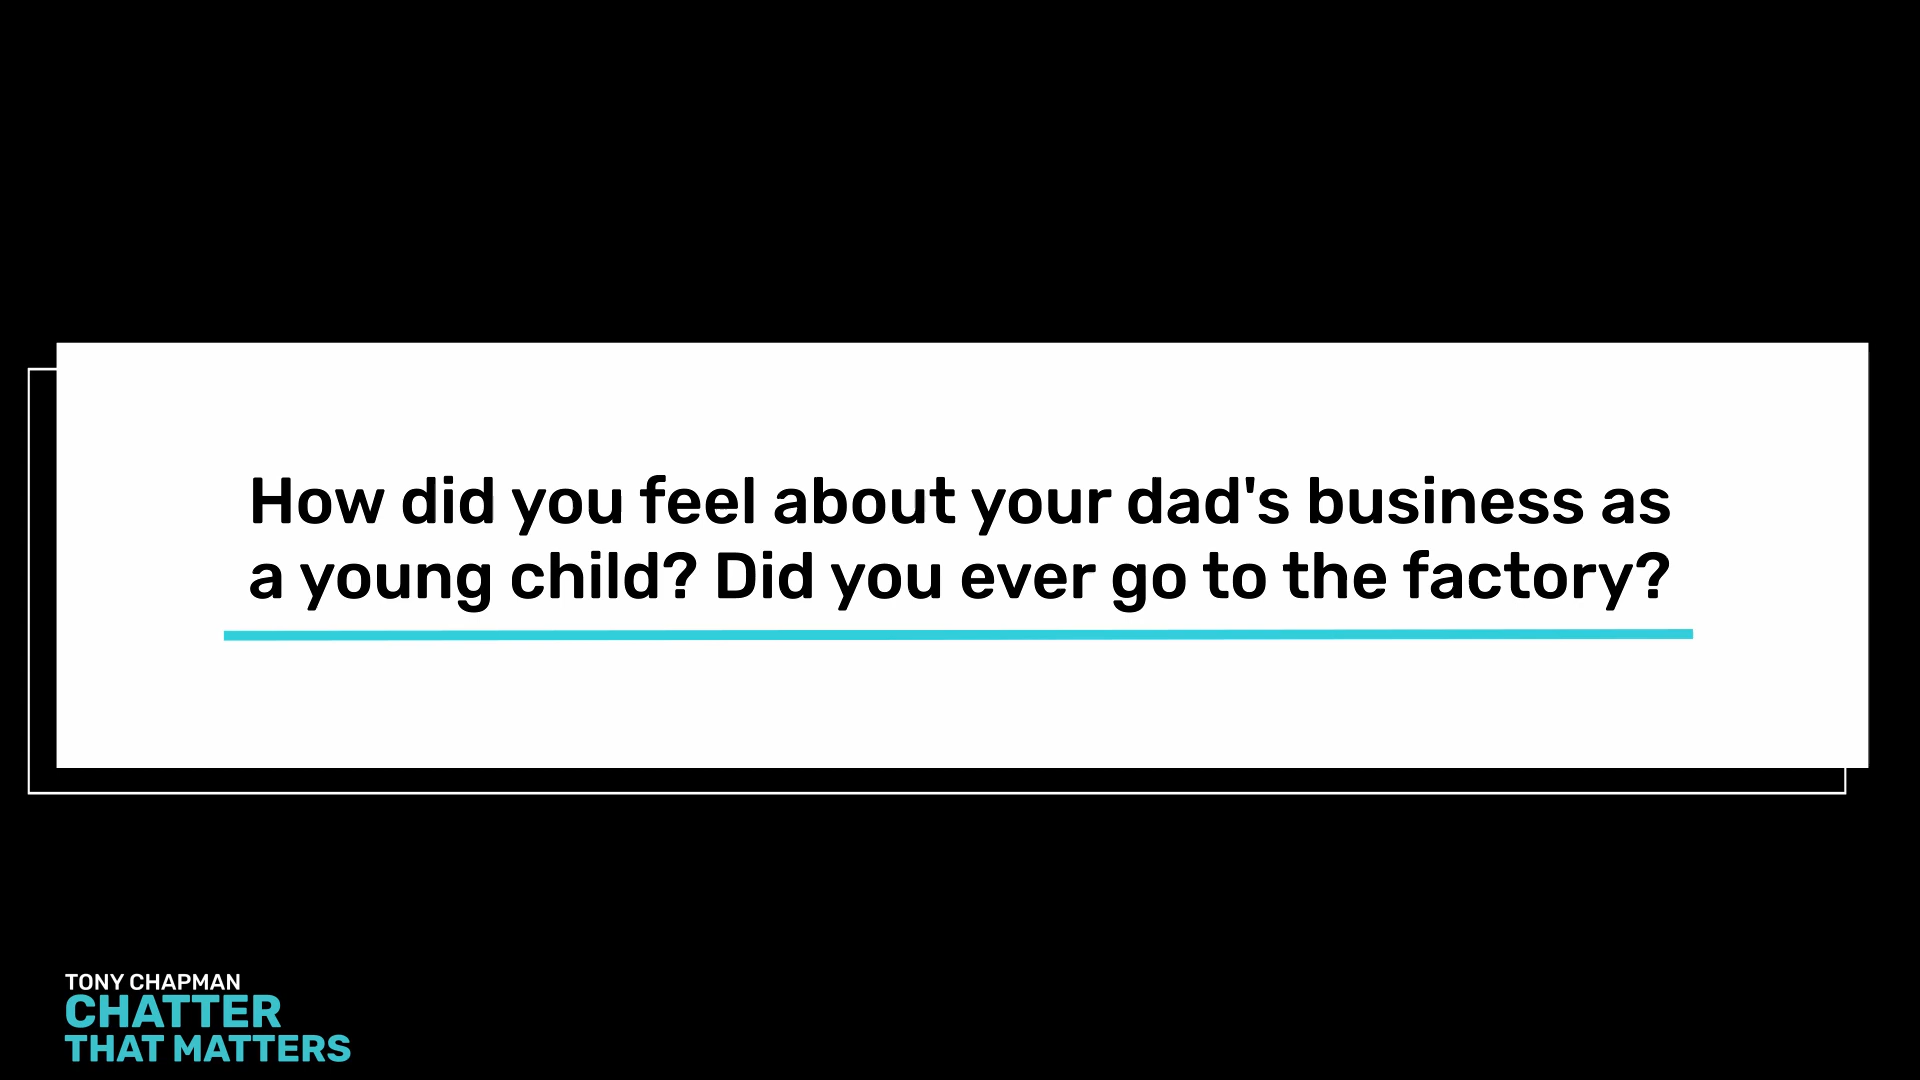 How did you feel about your dad's business as
a young child? Did you ever go to the factory?
TONY CHAPMAN
CHATTER
THAT MATTERS